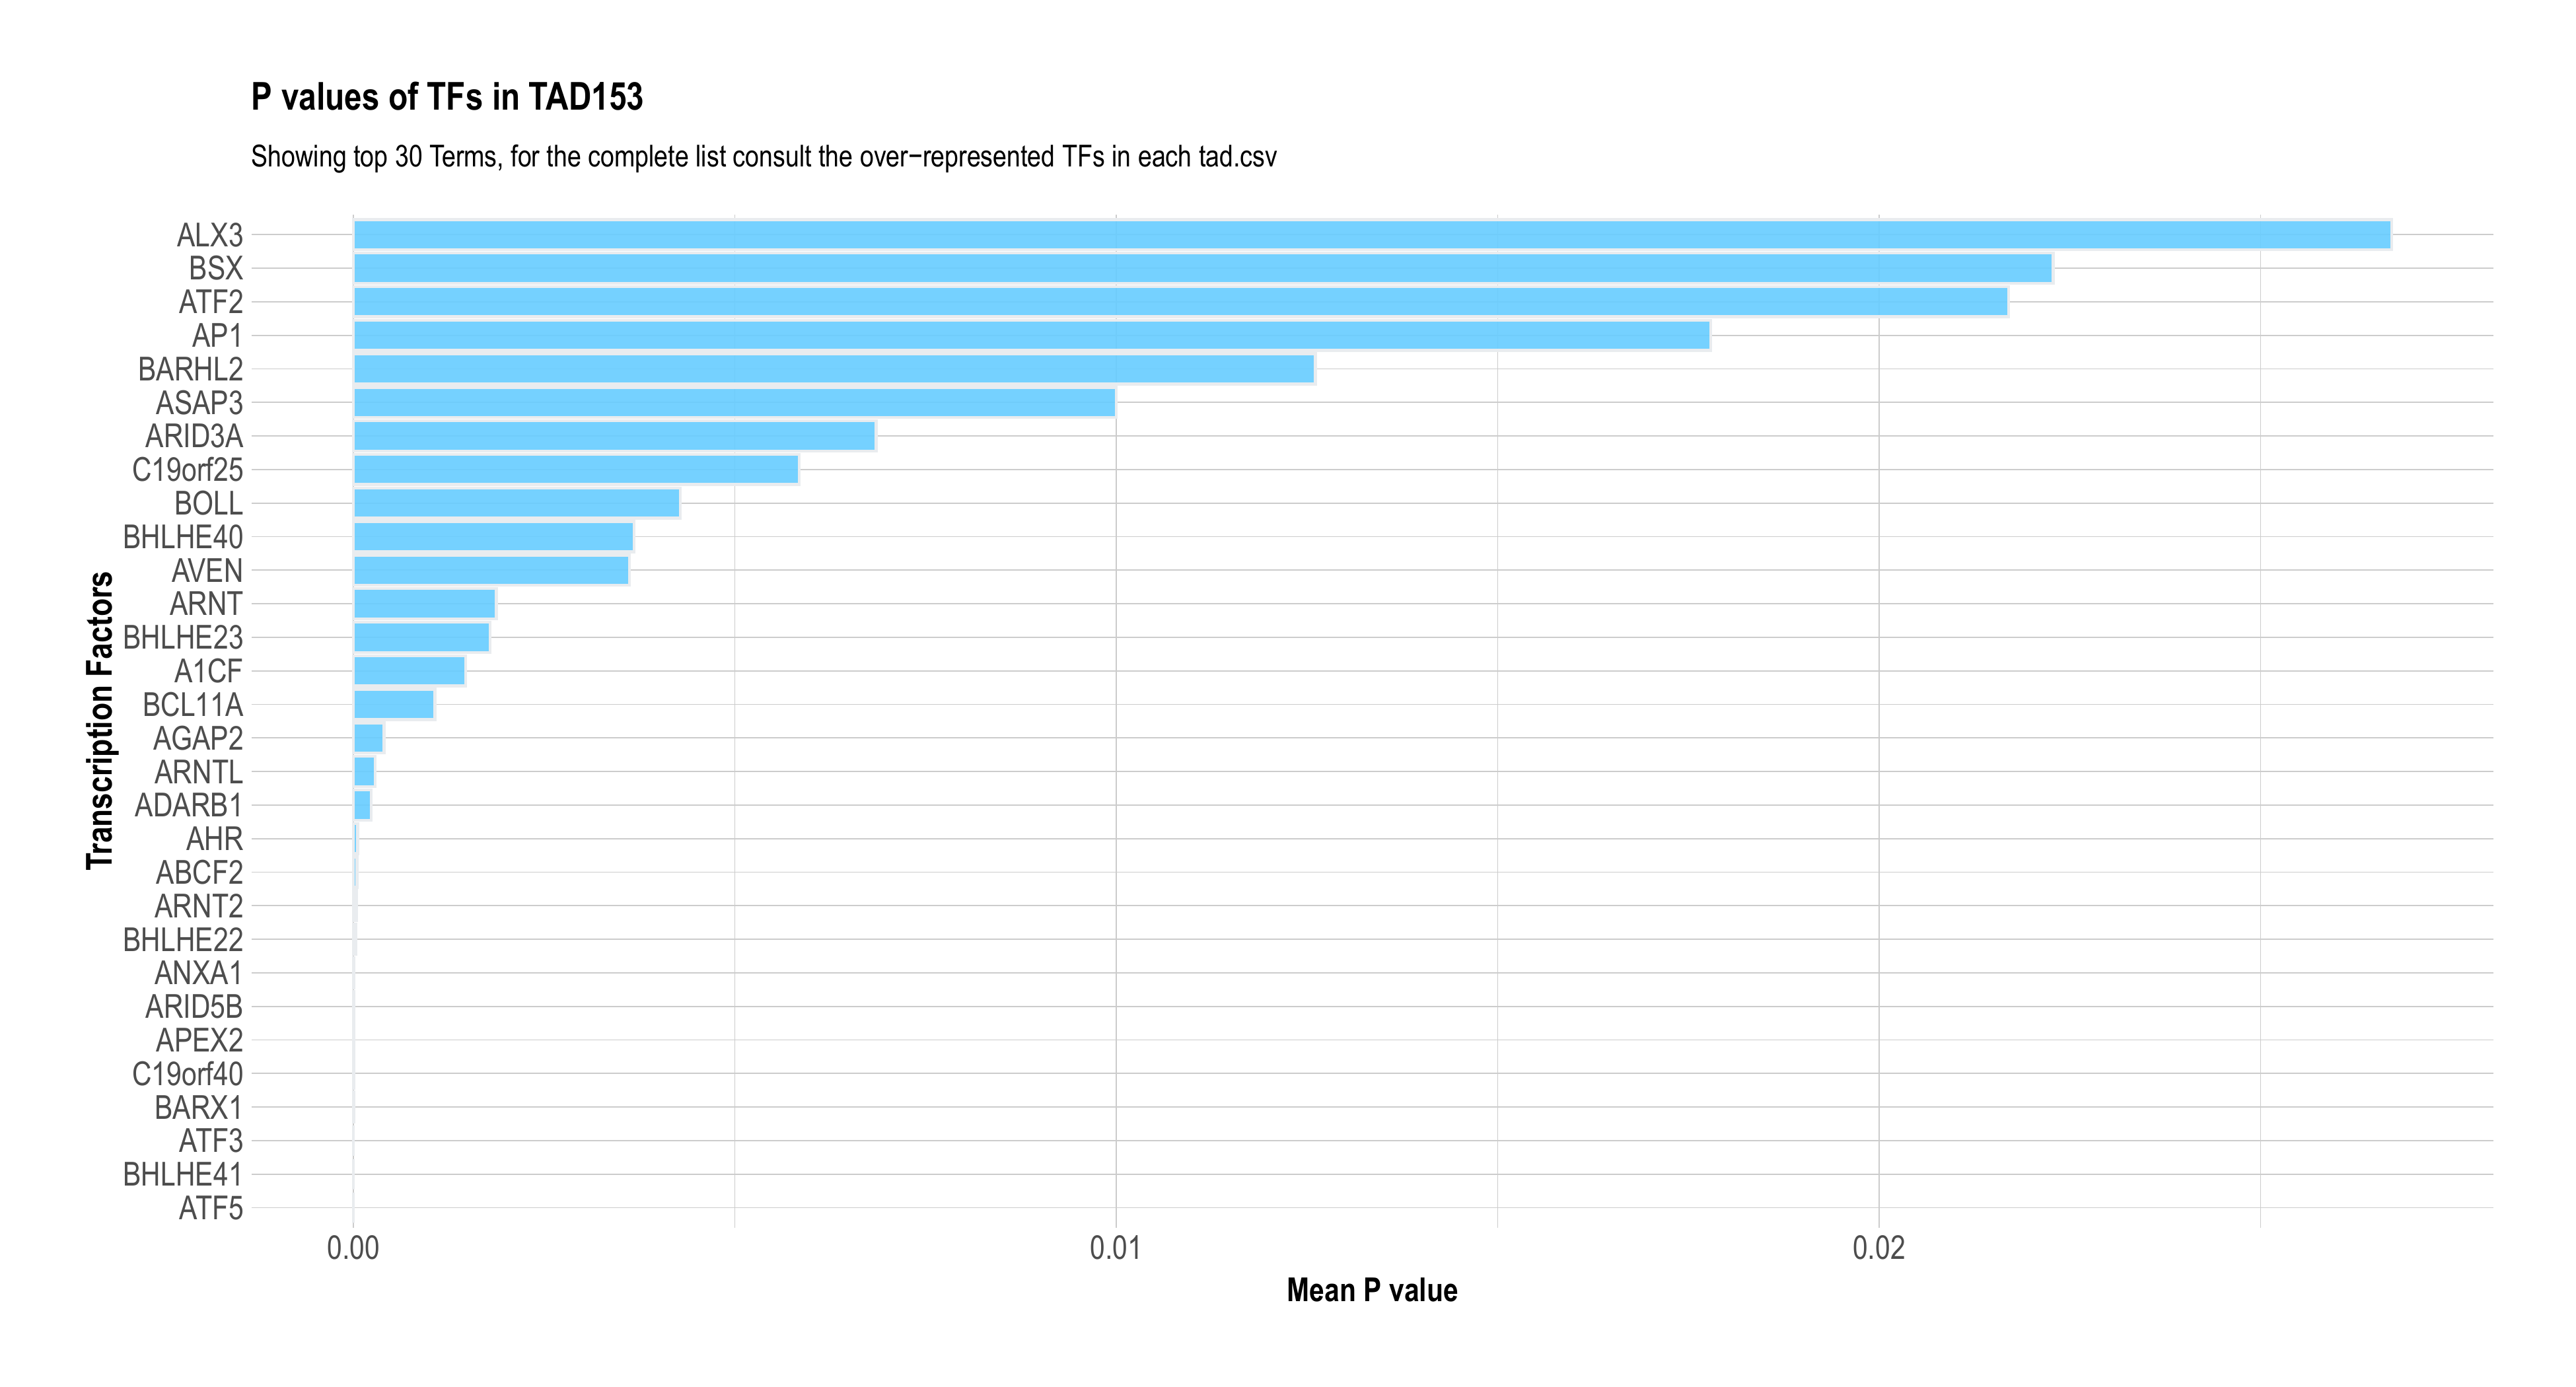 P values of TFs in TAD153
Showing top 30 Terms, for the complete list consult the over−represented TFs in each tad.csv
Transcription Factors
ALX3
BSX
ATF2
AP1
BARHL2
ASAP3
ARID3A
C19orf25
BOLL
BHLHE40
AVEN
ARNT
BHLHE23
A1CF
BCL11A
AGAP2
ARNTL
ADARB1
AHR
ABCF2
ARNT2
BHLHE22
ANXA1
ARID5B
APEX2
C19orf40
BARX1
ATF3
BHLHE41
ATF5
0.00 0.01 0.02
Mean P value